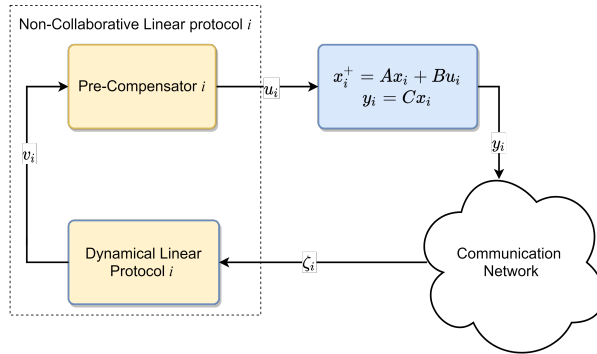 Non-Collaborative Linear protocol i
Pre-Compensator i
u_i
x_i^+ = Ax_i + Bu_i
y_i = Cx_i
y_i
v_i
Dynamical Linear
Protocol i
ζ_i
Communication
Network